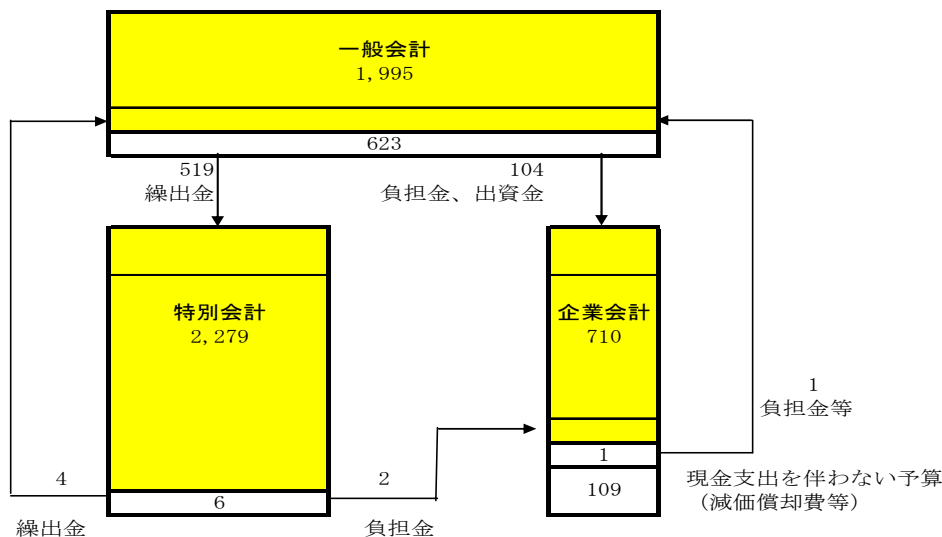 一般会計
1,995
623
519
繰出金
104
負担金、出資金
特別会計
2,279
企業会計
710
1
負担金等
1
109
現金支出を伴わない予算
（減価償却費等）
4
繰出金
6
2
負担金